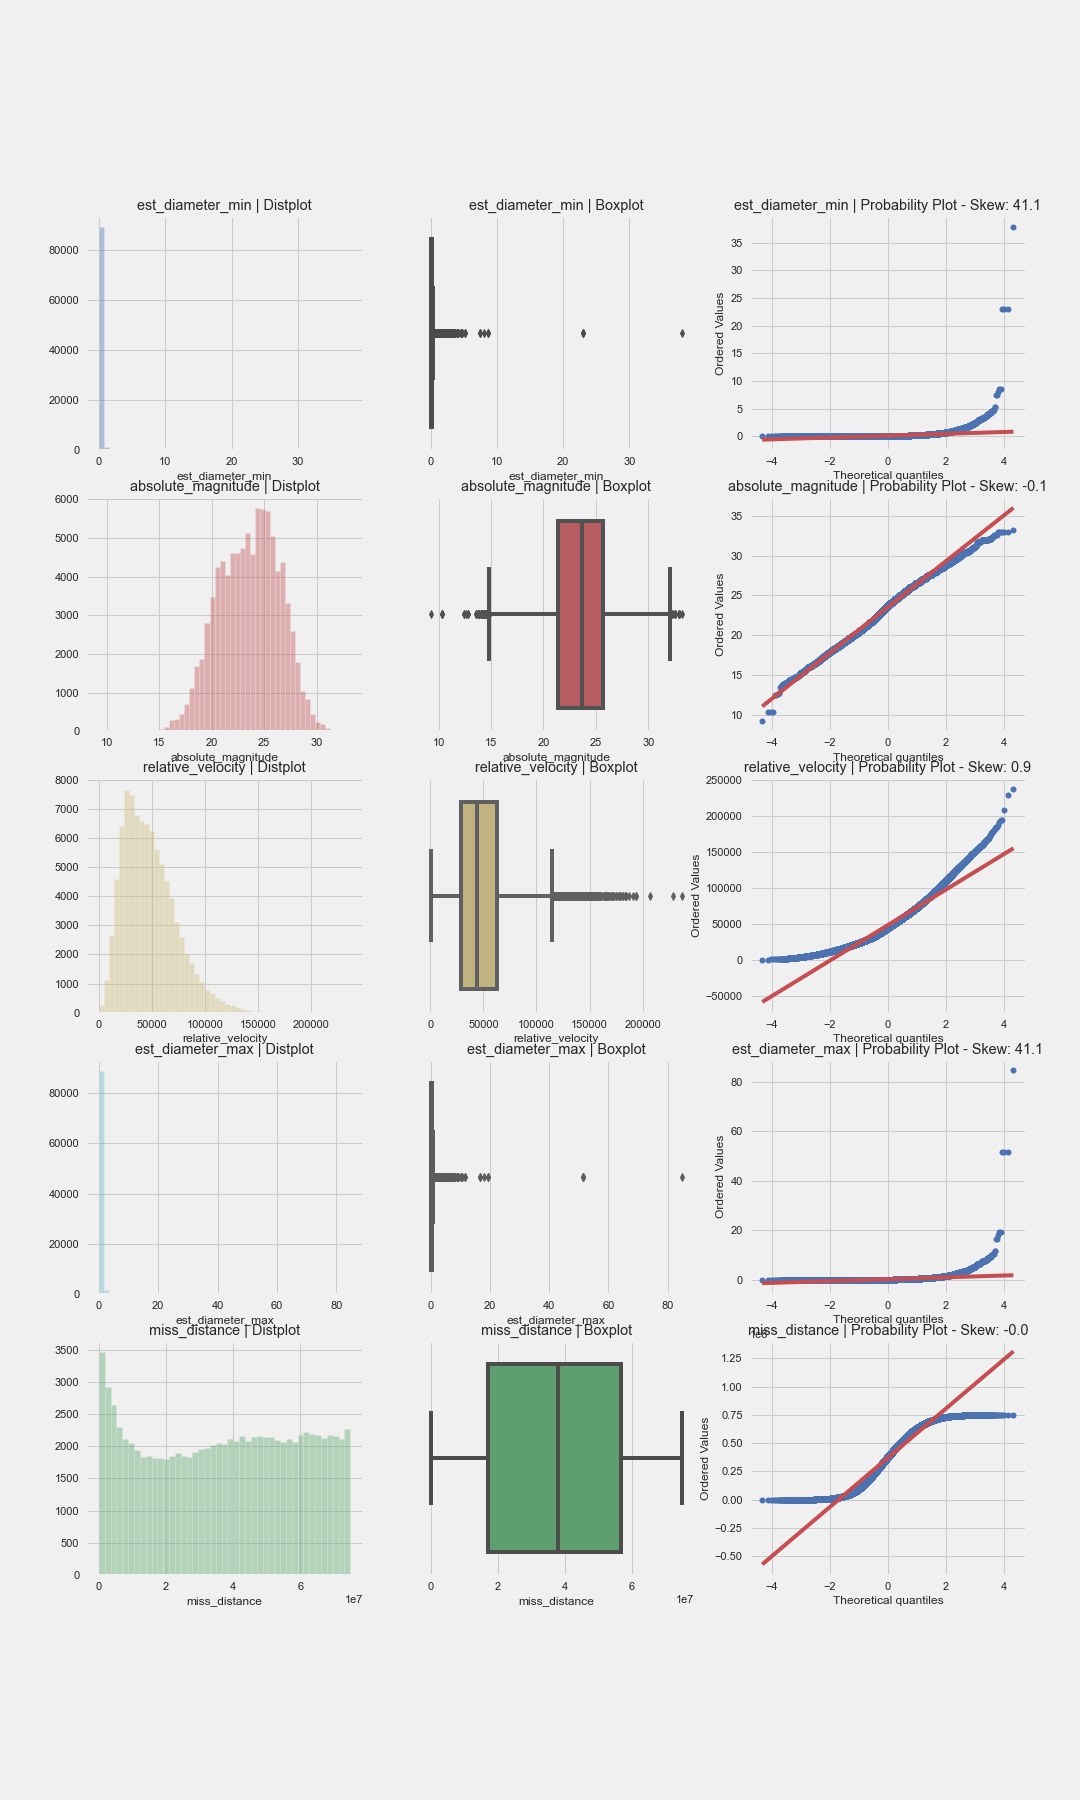 est_diameter_min | Distplot
80000
60000
40000
20000
0
0 10 20 30
est_diameter_min
est_diameter_min | Boxplot
0 10 20 30
est_diameter_min
est_diameter_min | Probability Plot - Skew: 41.1
Ordered Values
35
30
25
20
15
10
5
0
−4 −2 0 2 4
Theoretical quantiles
absolute_magnitude | Distplot
6000
5000
4000
3000
2000
1000
0
10 15 20 25 30
absolute_magnitude
absolute_magnitude | Boxplot
10 15 20 25 30
absolute_magnitude
absolute_magnitude | Probability Plot - Skew: -0.1
Ordered Values
35
30
25
20
15
10
−4 −2 0 2 4
Theoretical quantiles
relative_velocity | Distplot
8000
7000
6000
5000
4000
3000
2000
1000
0
0 50000 100000 150000 200000
relative_velocity
relative_velocity | Boxplot
0 50000 100000 150000 200000
relative_velocity
relative_velocity | Probability Plot - Skew: 0.9
Ordered Values
250000
200000
150000
100000
50000
0
−50000
−4 −2 0 2 4
Theoretical quantiles
est_diameter_max | Distplot
80000
60000
40000
20000
0
0 20 40 60 80
est_diameter_max
est_diameter_max | Boxplot
0 20 40 60 80
est_diameter_max
est_diameter_max | Probability Plot - Skew: 41.1
Ordered Values
80
60
40
20
0
−4 −2 0 2 4
Theoretical quantiles
miss_distance | Distplot
3500
3000
2500
2000
1500
1000
500
0
0 2 4 6
1e7
miss_distance
miss_distance | Boxplot
0 2 4 6
1e7
miss_distance
miss_distance | Probability Plot - Skew: -0.0
1e8
Ordered Values
1.25
1.00
0.75
0.50
0.25
0.00
−0.25
−0.50
−4 −2 0 2 4
Theoretical quantiles